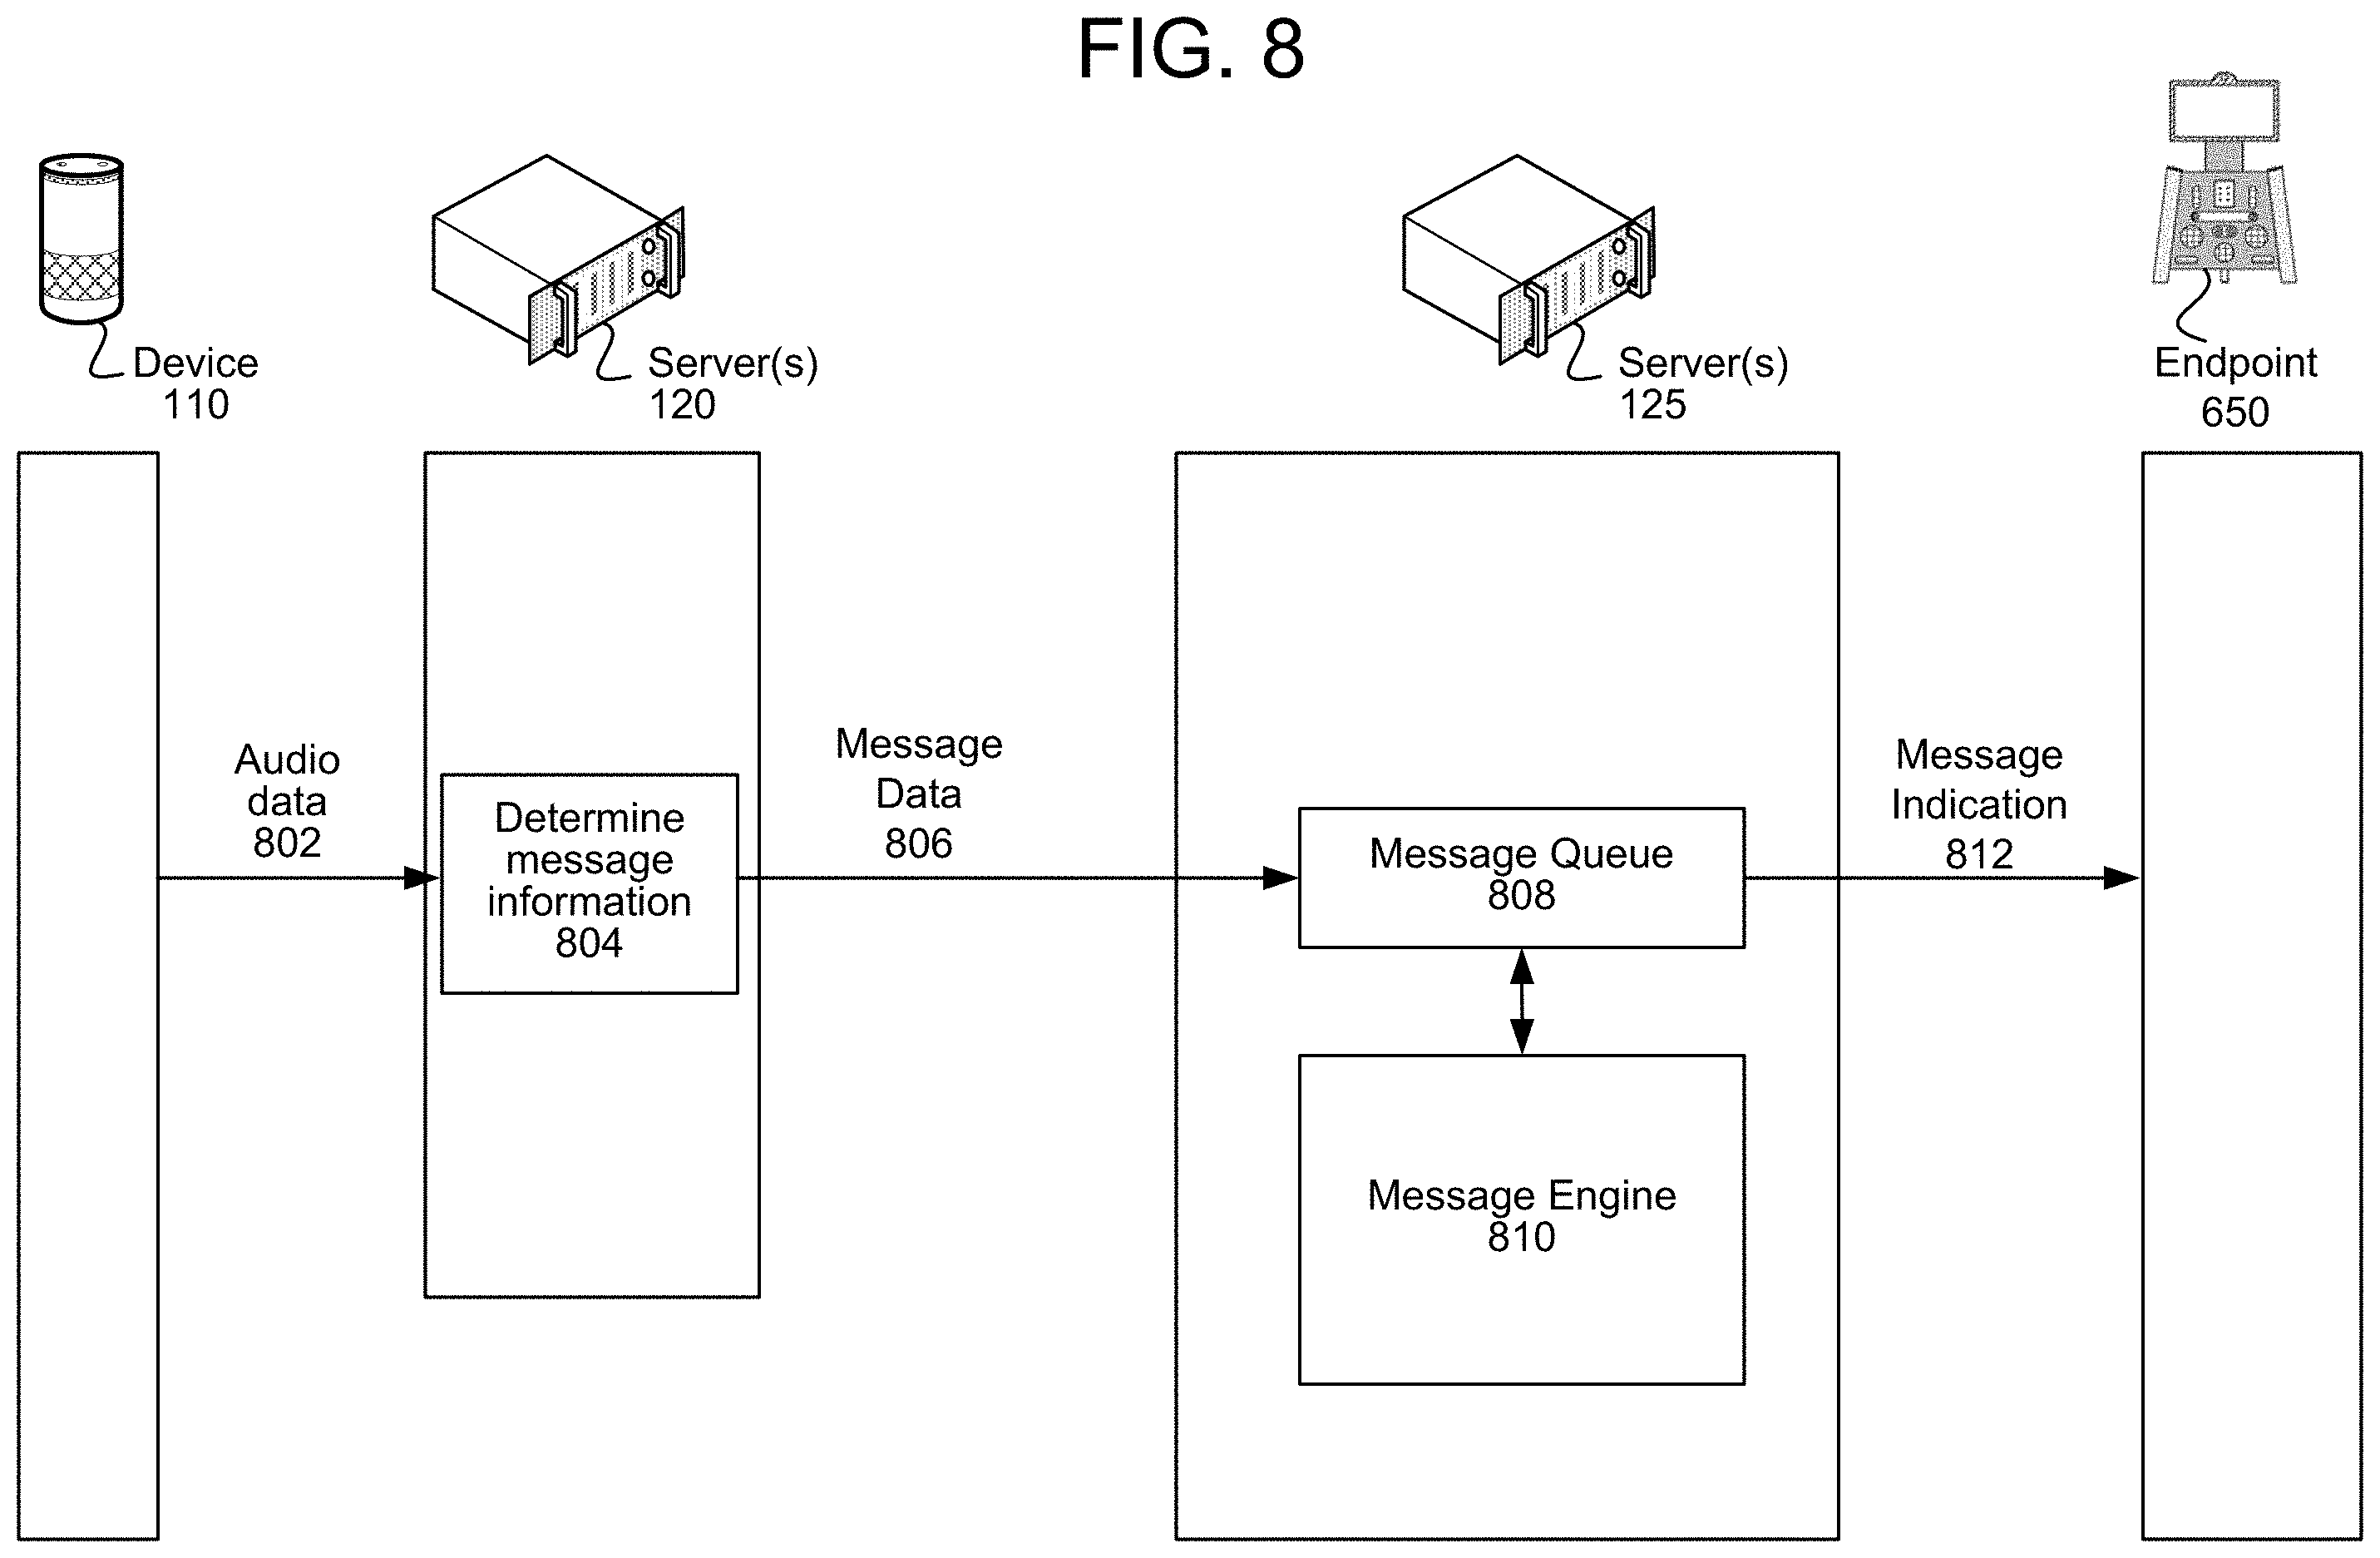 FIG. 8
Device
110
Server(s)
120
Server(s)
125
Endpoint
650
Audio
data
802
Determine
message
information
804
Message
Data
806
Message Queue
808
Message Engine
810
Message
Indication
812